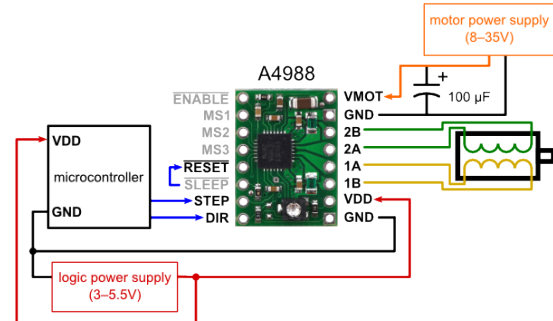 motor power supply
(8–35V)
A4988
+
100 µF
ENABLE
MS1
MS2
MS3
RESET
SLEEP
STEP
DIR
VMOT
GND
2B
2A
1A
1B
VDD
GND
VDD
microcontroller
GND
logic power supply
(3–5.5V)